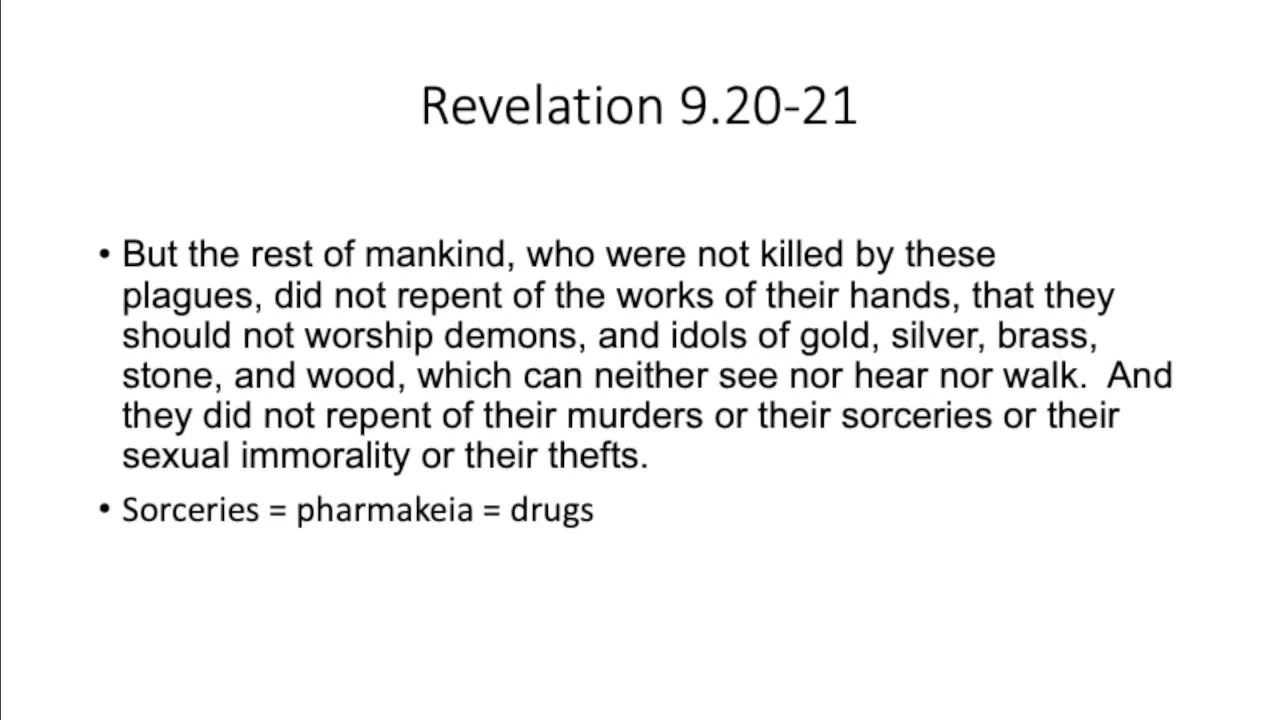 Revelation 9.20-21
• But the rest of mankind, who were not killed by these
plagues, did not repent of the works of their hands, that they
should not worship demons, and idols of gold, silver, brass,
stone, and wood, which can neither see nor hear nor walk.  And
they did not repent of their murders or their sorceries or their
sexual immorality or their thefts.
• Sorceries = pharmakeia = drugs